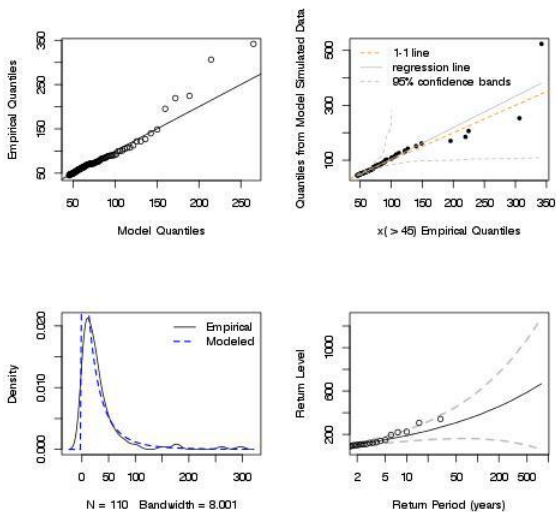 Empirical Quantiles
50
150
250
350
50
100
150
200
250
Model Quantiles
Quantiles from Model Simulated Data
100
300
500
1-1 line
regression line
95% confidence bands
50
100
150
200
250
300
350
x( > 45) Empirical Quantiles
Density
0.000
0.010
0.020
Empirical
Modeled
0
50
100
200
300
N = 110 Bandwidth = 8.001
Return Level
200
600
1000
2
5
10
50
200
500
Return Period (years)